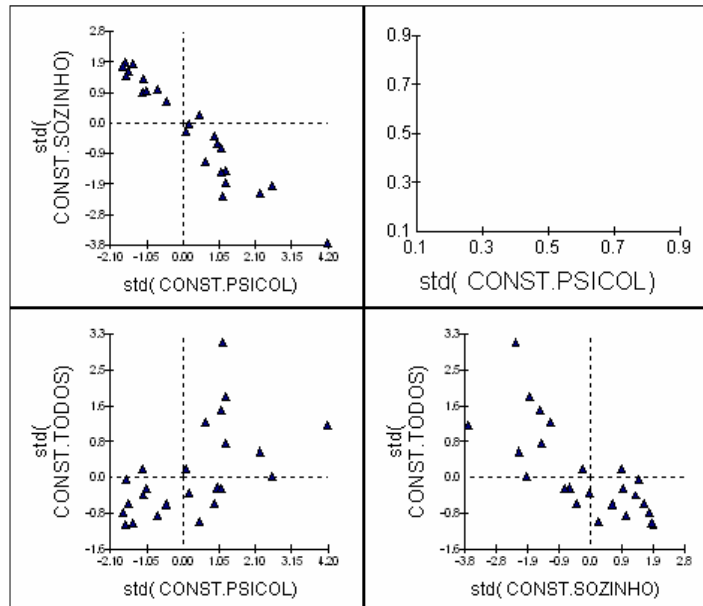 2.8
1.9
0.9
0.0
-0.9
-1.9
-2.8
-3.8
std(
CONST.SOZINHO)
-2.10 -1.05 0.00 1.05 2.10 3.15 4.20
std( CONST.PSICOL)
0.9
0.7
0.5
0.3
0.1
0.1 0.3 0.5 0.7 0.9
std( CONST.PSICOL)
3.3
2.5
1.6
0.8
0.0
-0.8
-1.6
std(
CONST.TODOS)
-2.10 -1.05 0.00 1.05 2.10 3.15 4.20
std( CONST.PSICOL)
3.3
2.5
1.6
0.8
0.0
-0.8
-1.6
std(
CONST.TODOS)
-3.8 -2.8 -1.9 -0.9 0.0 0.9 1.9 2.8
std( CONST.SOZINHO)